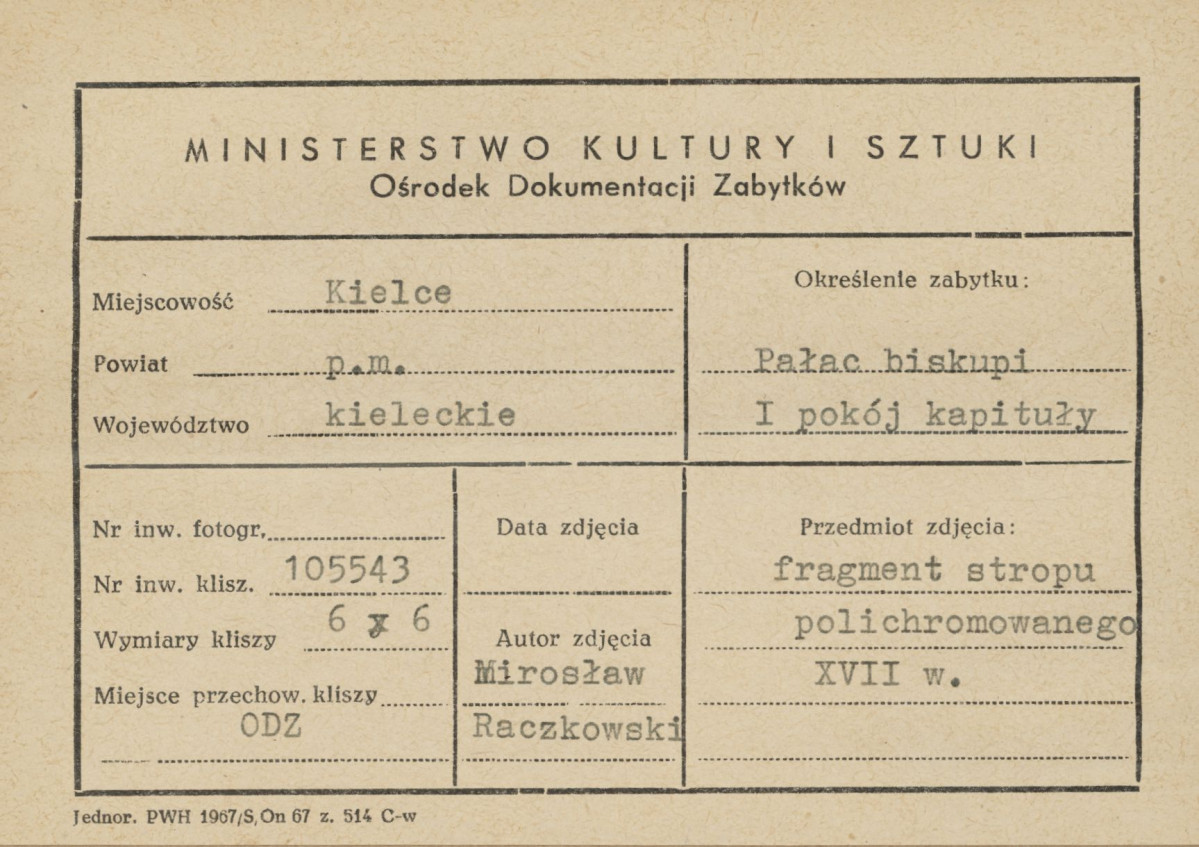 MINISTERSTWO KULTURY I SZTUKI
Ośrodek Dokumentacji Zabytków
Miejscowość Kielce
Powiat p.m.
Województwo kieleckie
Określenie zabytku:
Pałac biskupi
I pokój kapituły
Nr inw. fotogr.
Nr inw. klisz. 105543
Wymiary kliszy 6 x 6
Miejsce przechow. kliszy
ODZ
Data zdjęcia
Autor zdjęcia
Mirosław
Raczkowski
Przedmiot zdjęcia:
fragment stropu
polichromowanego
XVII w.
Jednor. PWH 1967/S, On 67 z. 514 C-w